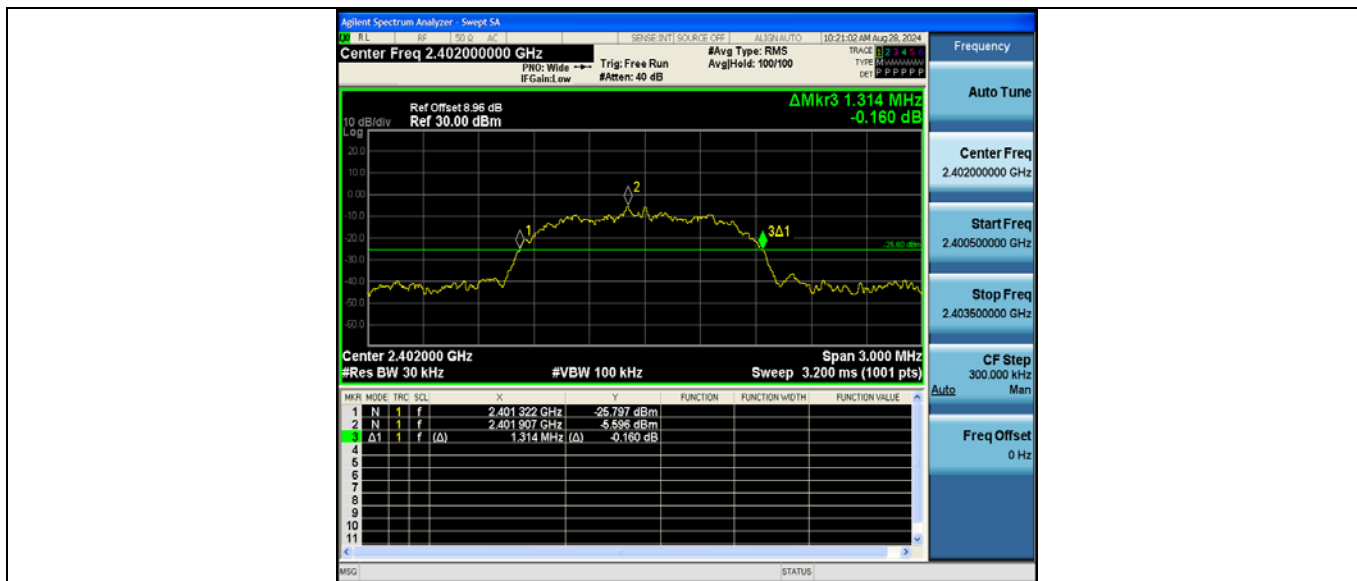 Agilent Spectrum Analyzer - Swept SA
RL RF 50 Ω AC SENSE:INT SOURCE OFF ALIGN AUTO 10:21:02 AM Aug 28, 2024
Center Freq 2.402000000 GHz
PNO: Wide
IFGain:Low
Trig: Free Run
#Atten: 40 dB
#Avg Type: RMS
Avg|Hold: 100/100
TRACE 1 2 3 4 5 6
TYPE M
DET P P P P P P
ΔMkr3 1.314 MHz
-0.160 dB
Ref Offset 8.96 dB
10 dB/div Ref 30.00 dBm
Log
20.0
10.0
0.00
-10.0
-20.0
-30.0
-40.0
-50.0
-60.0
1
2
3Δ1
-25.60 dBm
Center 2.402000 GHz Span 3.000 MHz
#Res BW 30 kHz #VBW 100 kHz Sweep 3.200 ms (1001 pts)
MKR MODE TRC SCL X Y FUNCTION FUNCTION WIDTH FUNCTION VALUE
1 N 1 f 2.401 322 GHz -25.797 dBm
2 N 1 f 2.401 907 GHz -5.596 dBm
3 Δ1 1 f (Δ) 1.314 MHz (Δ) -0.160 dB
4
5
6
7
8
9
10
11
MSG STATUS
Frequency
Auto Tune
Center Freq
2.402000000 GHz
Start Freq
2.400500000 GHz
Stop Freq
2.403500000 GHz
CF Step
300.000 kHz
Auto Man
Freq Offset
0 Hz